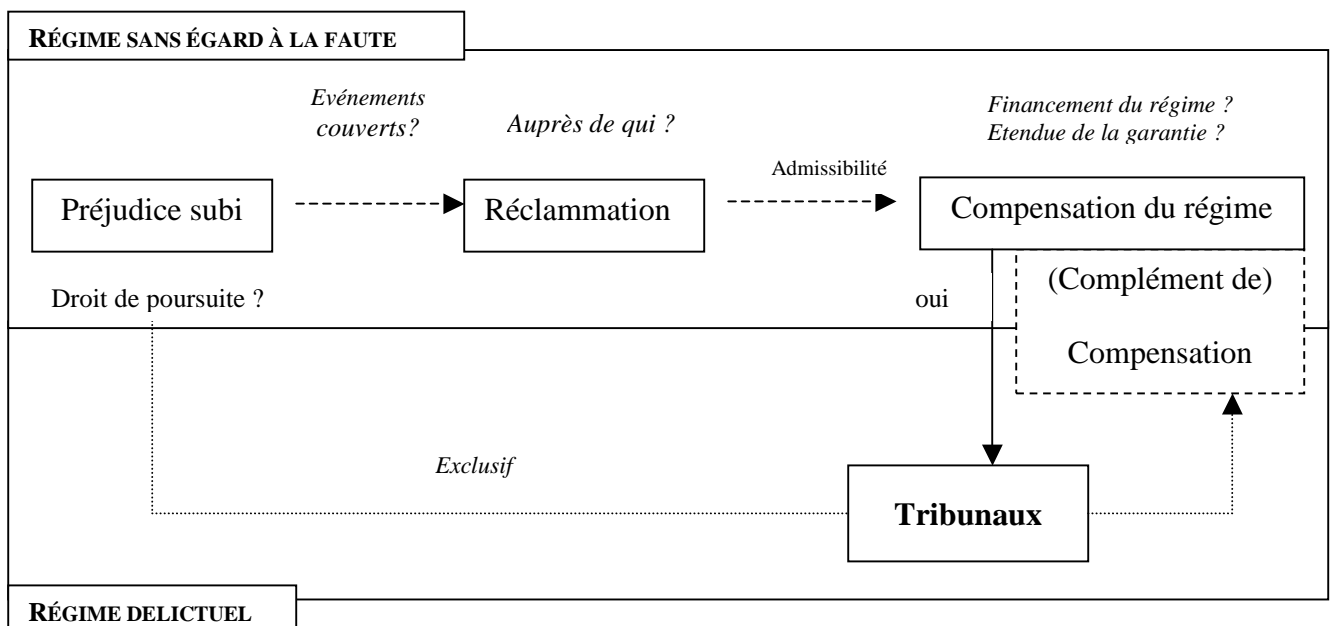 RÉGIME SANS ÉGARD À LA FAUTE
Evénements
couverts?
Auprès de qui ?
Financement du régime ?
Etendue de la garantie ?
Admissibilité
Préjudice subi
Réclammation
Compensation du régime
(Complément de)
Compensation
Droit de poursuite ?
oui
Exclusif
Tribunaux
RÉGIME DELICTUEL